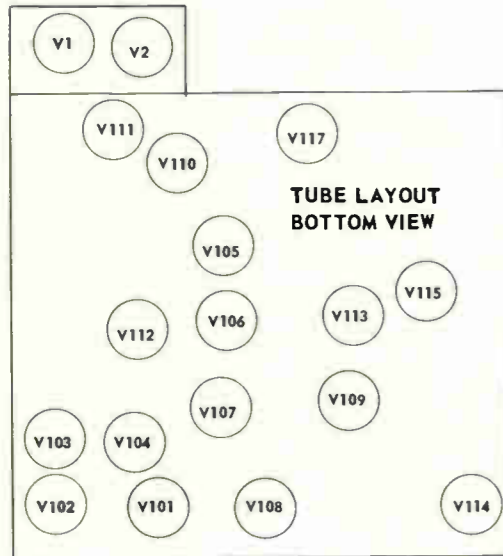 V1
V2
V111
V110
V117
TUBE LAYOUT
BOTTOM VIEW
V105
V115
V112
V106
V113
V107
V109
V103
V104
V102
V101
V108
V114